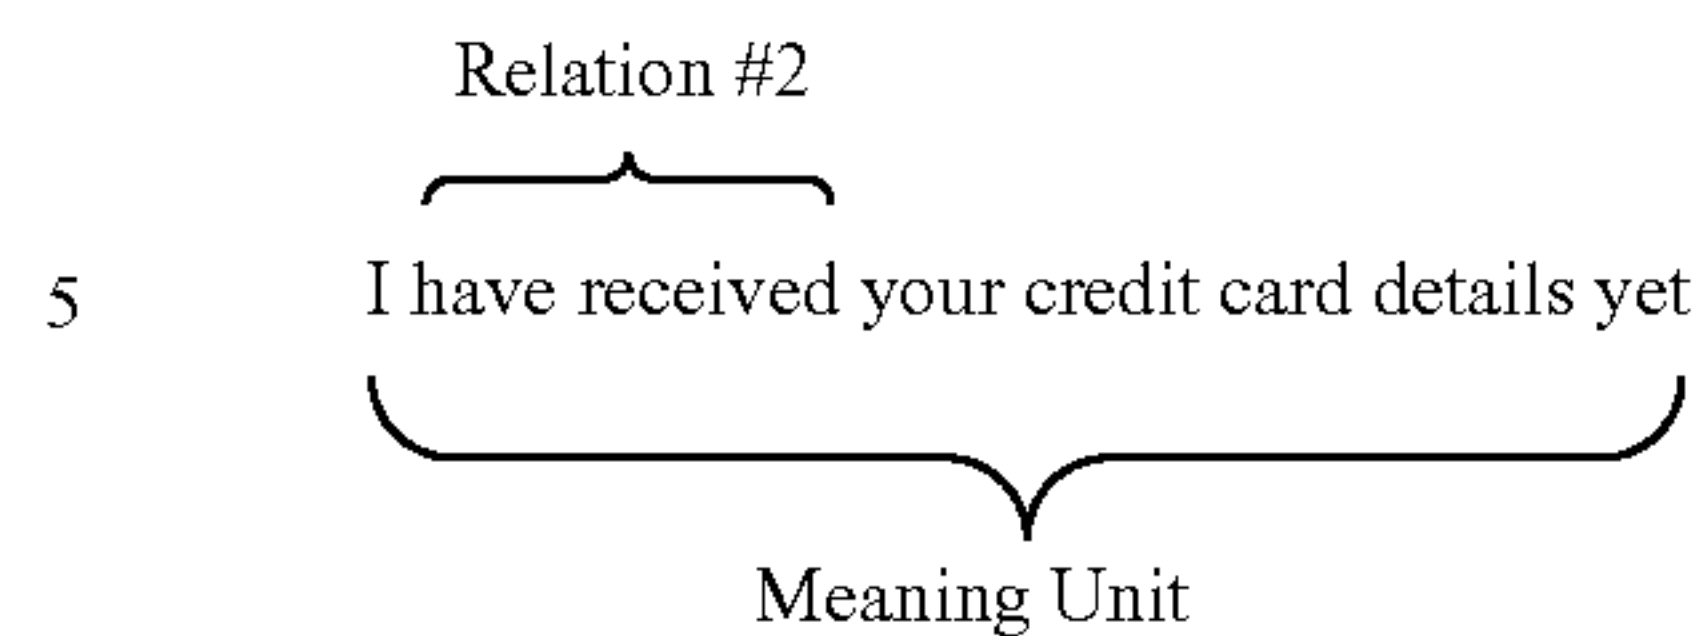 Relation #2
5 I have received your credit card details yet
Meaning Unit